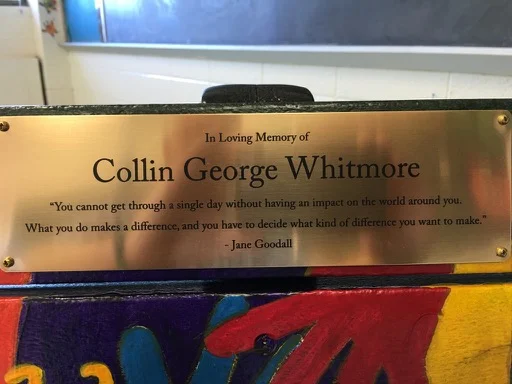 In Loving Memory of
Collin George Whitmore
“You cannot get through a single day without having an impact on the world around you.
What you do makes a difference, and you have to decide what kind of difference you want to make.”
- Jane Goodall